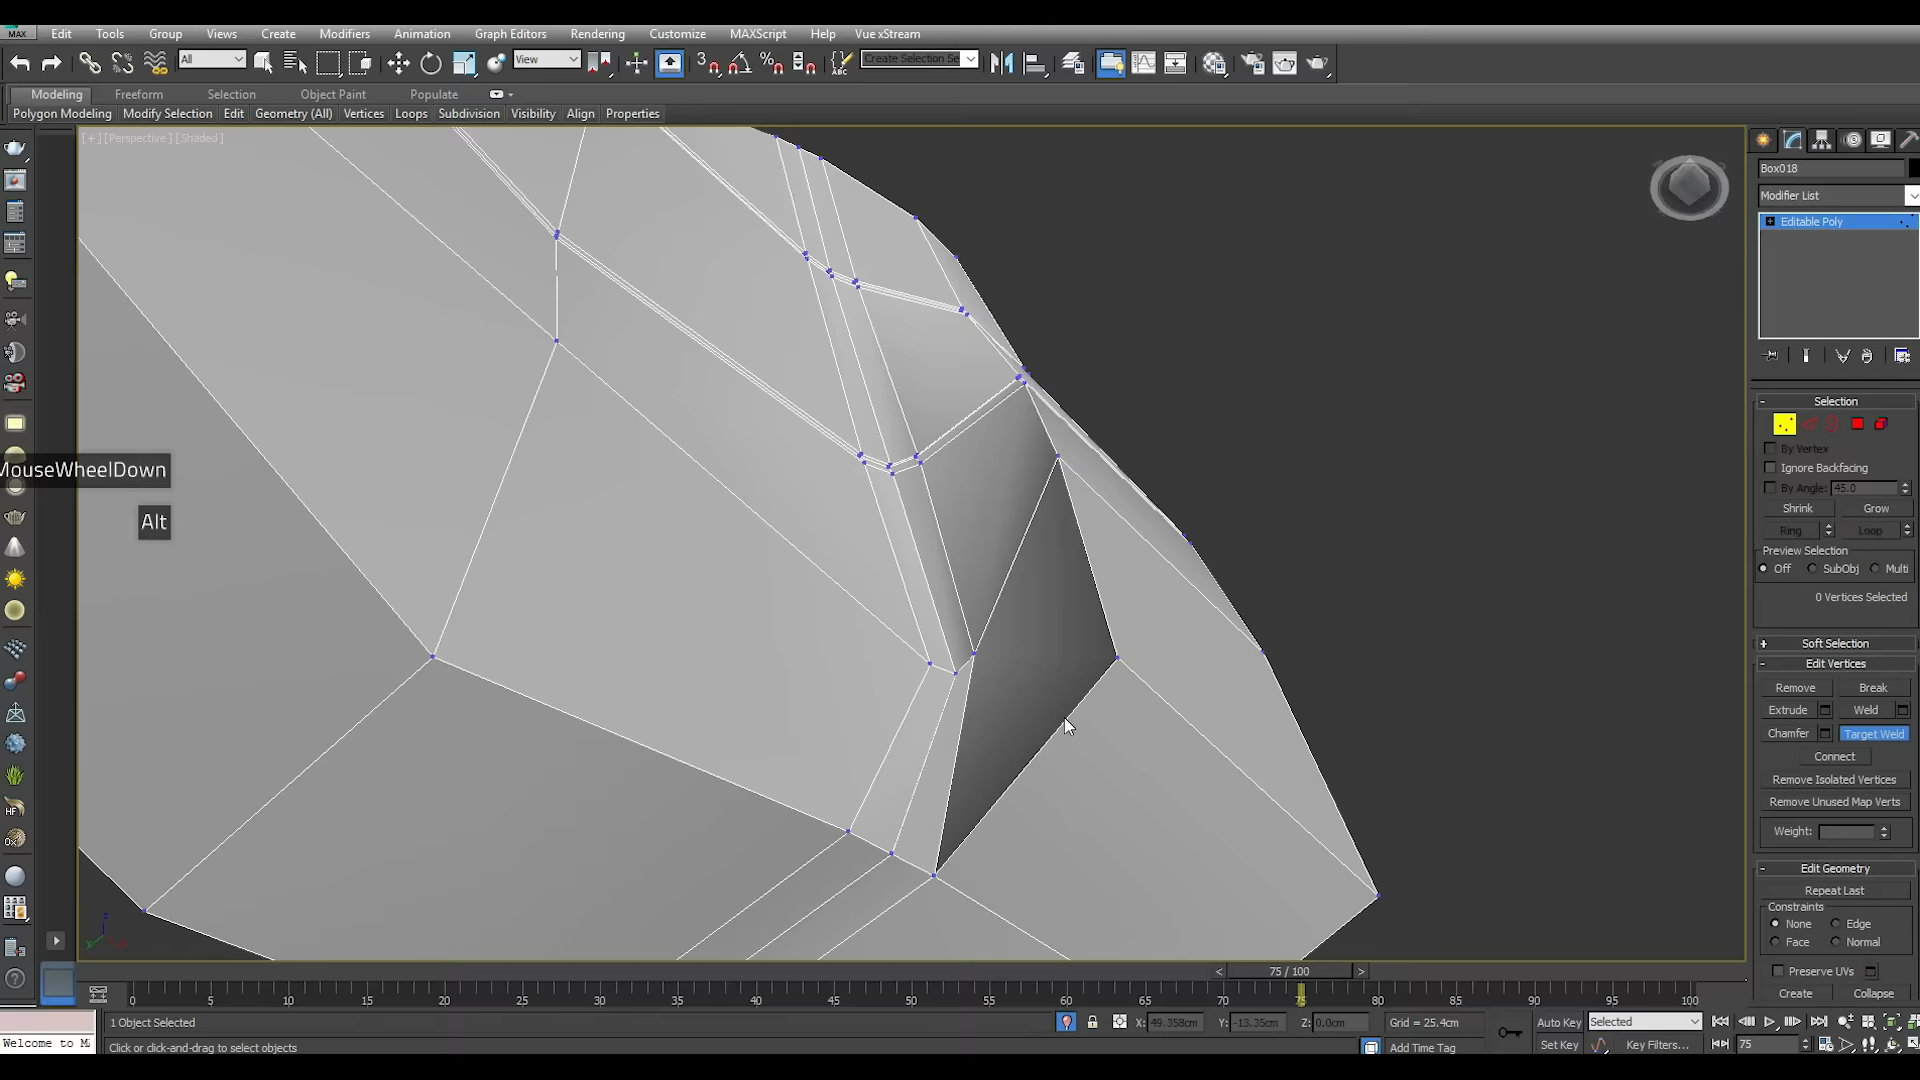 MAX Edit Tools Group Views Create Modifiers Animation Graph Editors Rendering Customize MAXScript Help Vue xStream
All View Create Selection Se
Modeling Freeform Selection Object Paint Populate
Polygon Modeling Modify Selection Edit Geometry (All) Vertices Loops Subdivision Visibility Align Properties
[+] [Perspective] [Shaded]
Box018
Modifier List
Editable Poly
Selection
By Vertex
Ignore Backfacing
By Angle: 45.0
Shrink Grow
Ring Loop
Preview Selection
Off SubObj Multi
0 Vertices Selected
Soft Selection
Edit Vertices
Remove Break
Extrude Weld
Chamfer Target Weld
Connect
Remove Isolated Vertices
Remove Unused Map Verts
Weight:
Edit Geometry
Repeat Last
Constraints
None Edge
Face Normal
Preserve UVs
Create Collapse
MouseWheelDown
Alt
< 75 / 100 >
0 5 10 15 20 25 30 35 40 45 50 55 60 65 70 75 80 85 90 95 100
1 Object Selected X: 49.358cm Y: -13.35cm Z: 0.0cm Grid = 25.4cm Auto Key Selected
Welcome to MA Click or click-and-drag to select objects Add Time Tag Set Key Key Filters... 75